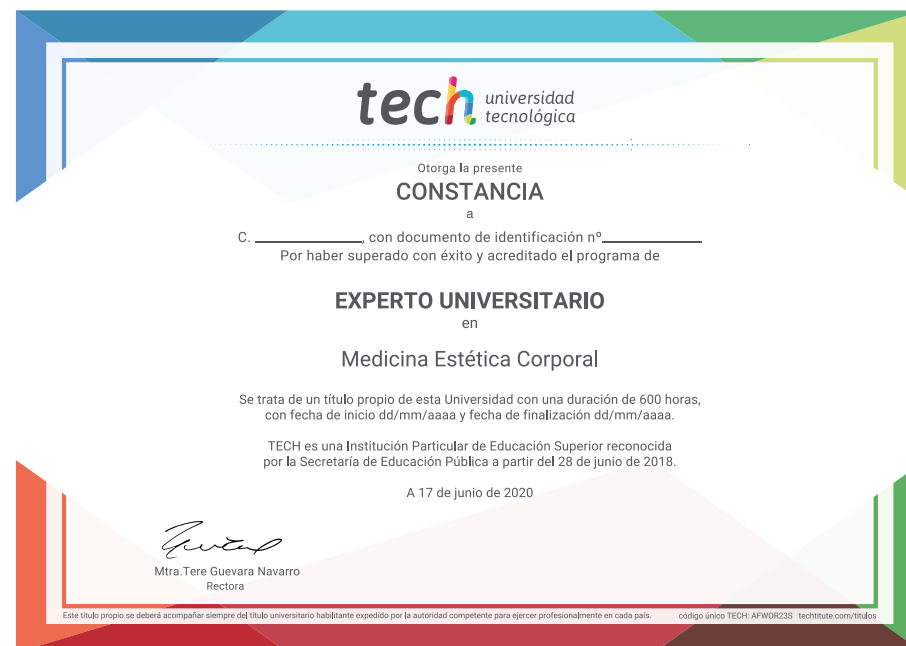 tech universidad
tecnológica
Otorga la presente
CONSTANCIA
a
C. ____________, con documento de identificación nº____________
Por haber superado con éxito y acreditado el programa de
EXPERTO UNIVERSITARIO
en
Medicina Estética Corporal
Se trata de un título propio de esta Universidad con una duración de 600 horas,
con fecha de inicio dd/mm/aaaa y fecha de finalización dd/mm/aaaa.
TECH es una Institución Particular de Educación Superior reconocida
por la Secretaría de Educación Pública a partir del 28 de junio de 2018.
A 17 de junio de 2020
Mtra.Tere Guevara Navarro
Rectora
Este título propio se deberá acompañar siempre del título universitario habilitante expedido por la autoridad competente para ejercer profesionalmente en cada país. código único TECH: AFWOR23S techtitute.com/titulos